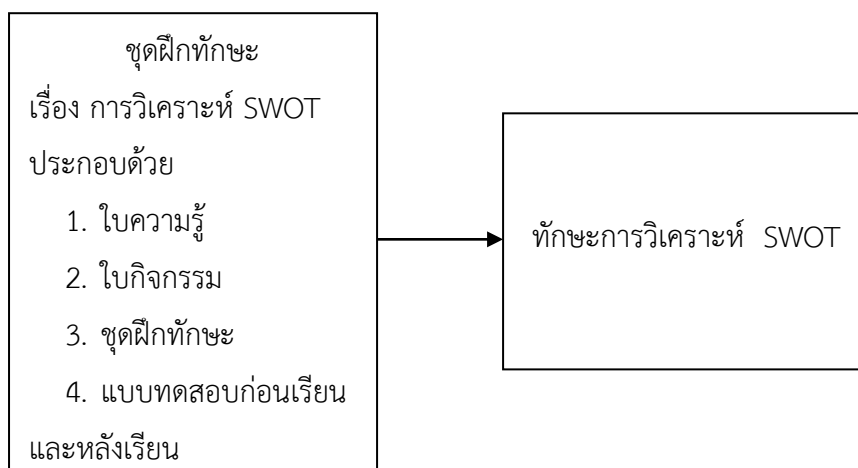 ชุดฝึกทักษะ
เรื่อง การวิเคราะห์ SWOT
ประกอบด้วย
1. ใบความรู้
2. ใบกิจกรรม
3. ชุดฝึกทักษะ
4. แบบทดสอบก่อนเรียน
และหลังเรียน
ทักษะการวิเคราะห์ SWOT